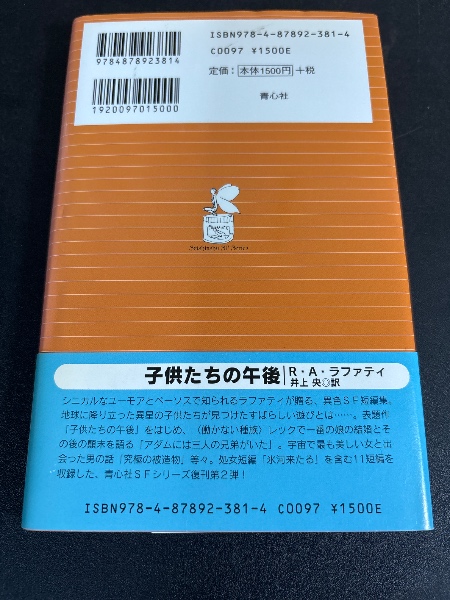 ISBN978-4-87892-381-4
C0097 ¥1500E
9784878923814
定価：本体1500円＋税
青心社
1920097015000
Seishinsha SF Series
子供たちの午後
R・A・ラファティ
井上 央◎訳
シニカルなユーモアとペーソスで知られるラファティが贈る、異色ＳＦ短編集。
地球に降り立った異星の子供たちが見つけたすばらしい遊びとは……。表題作
「子供たちの午後」をはじめ、〈働かない種族〉レックで一番の娘の結婚とそ
の後の顛末を語る「アダムには三人の兄弟がいた」。宇宙で最も美しい女と出
会った男の話「究極の被造物」等々。処女短編「氷河来たる」を含む11短編を
収録した、青心社ＳＦシリーズ復刊第２弾！
ISBN978-4-87892-381-4 C0097 ¥1500E